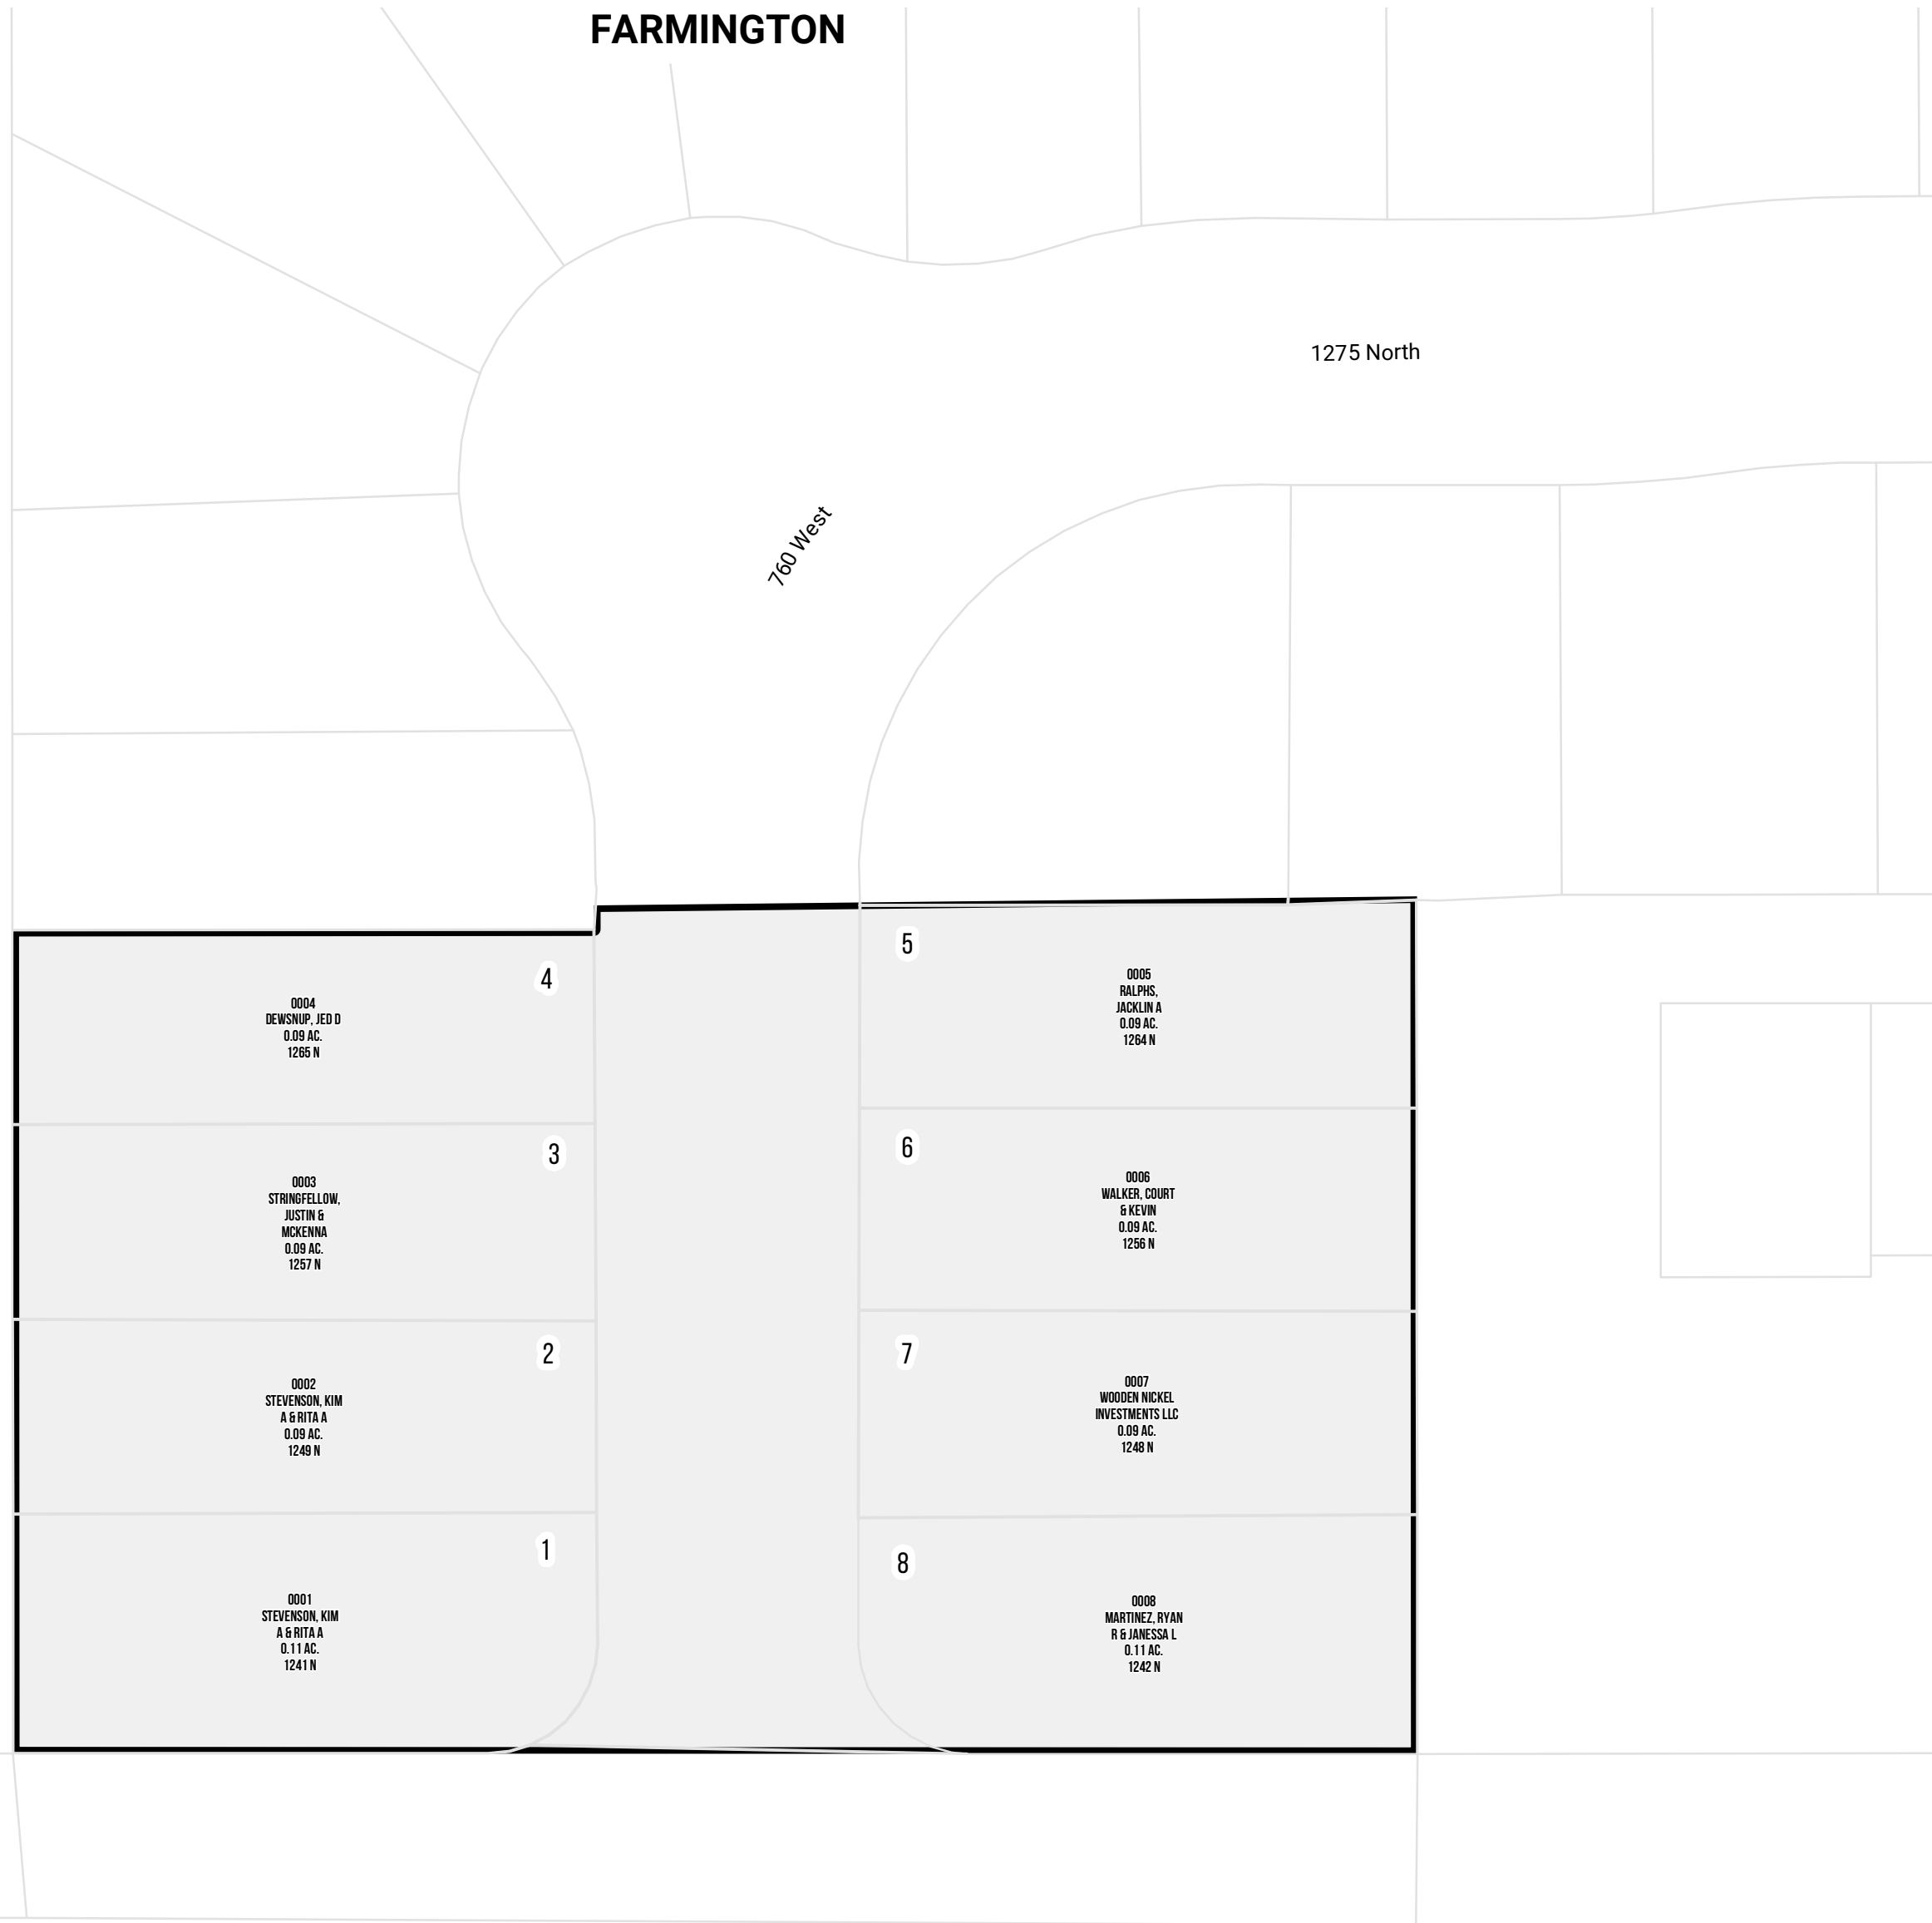 FARMINGTON
1275 North
760 West
4
0004
DEWSNUP, JED D
0.09 AC.
1265 N
5
0005
RALPHS,
JACKLIN A
0.09 AC.
1264 N
3
0003
STRINGFELLOW,
JUSTIN &
MCKENNA
0.09 AC.
1257 N
6
0006
WALKER, COURT
& KEVIN
0.09 AC.
1256 N
2
0002
STEVENSON, KIM
A & RITA A
0.09 AC.
1249 N
7
0007
WOODEN NICKEL
INVESTMENTS LLC
0.09 AC.
1248 N
1
0001
STEVENSON, KIM
A & RITA A
0.11 AC.
1241 N
8
0008
MARTINEZ, RYAN
R & JANESSA L
0.11 AC.
1242 N